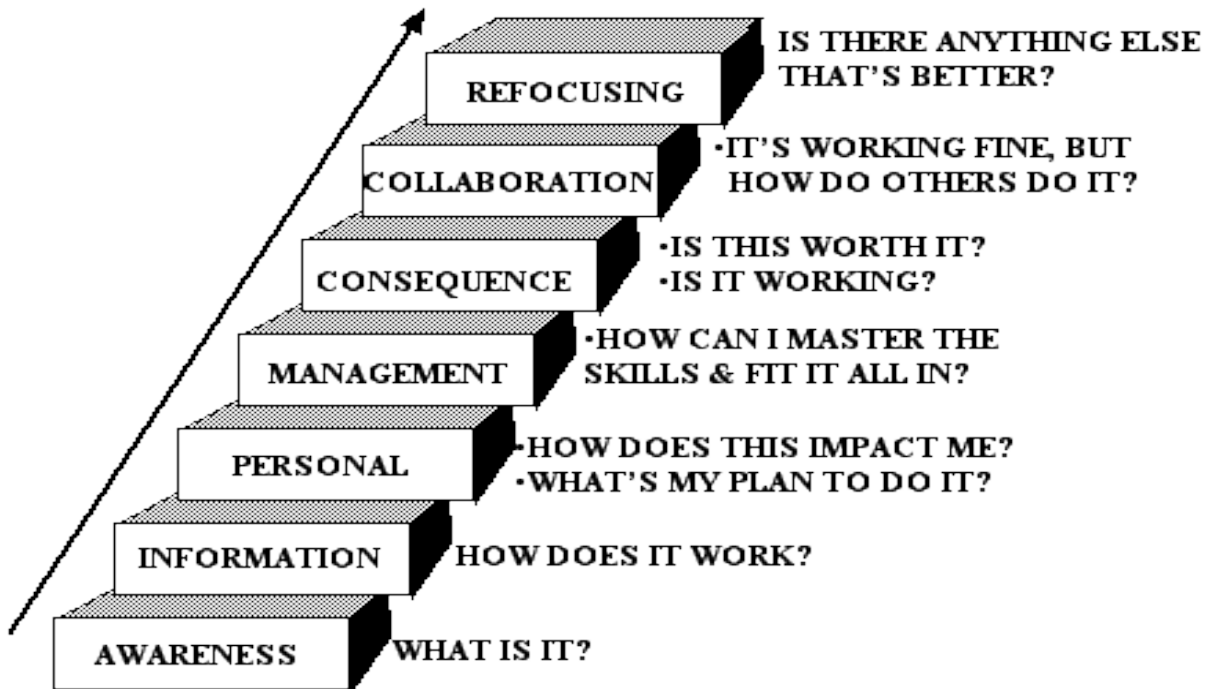 REFOCUSING
IS THERE ANYTHING ELSE
THAT'S BETTER?
COLLABORATION
•IT'S WORKING FINE, BUT
HOW DO OTHERS DO IT?
CONSEQUENCE
•IS THIS WORTH IT?
•IS IT WORKING?
MANAGEMENT
•HOW CAN I MASTER THE
SKILLS & FIT IT ALL IN?
PERSONAL
•HOW DOES THIS IMPACT ME?
•WHAT'S MY PLAN TO DO IT?
INFORMATION
HOW DOES IT WORK?
AWARENESS
WHAT IS IT?